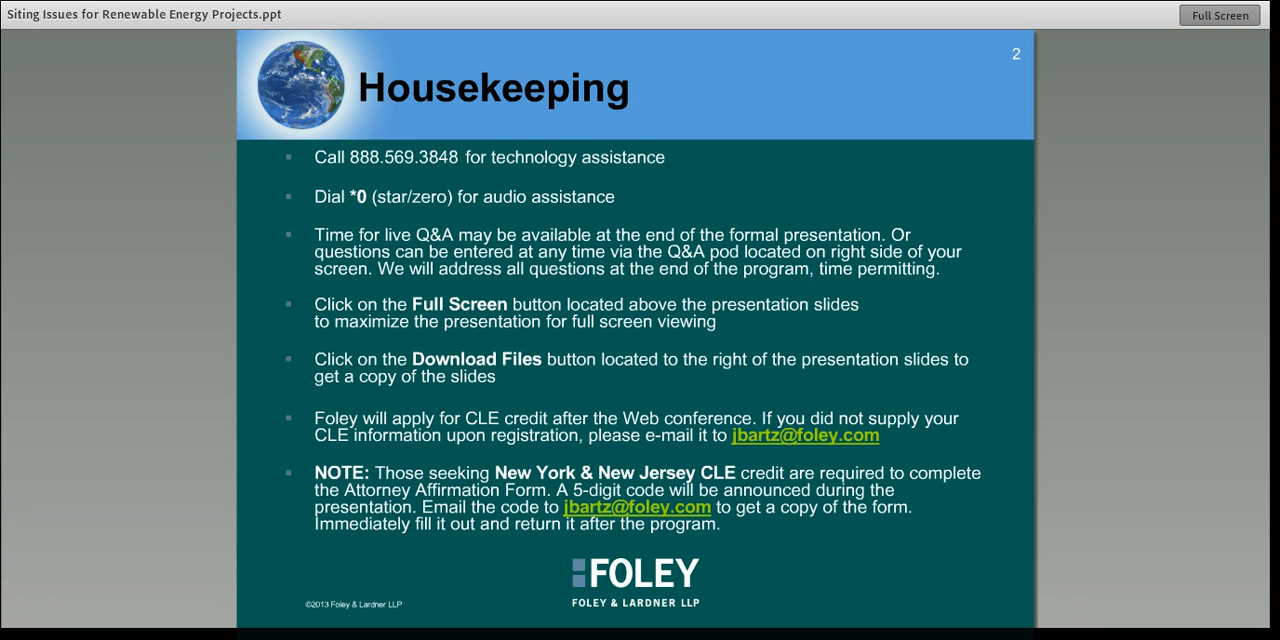 Siting Issues for Renewable Energy Projects.ppt
Full Screen
2
Housekeeping
Call 888.569.3848 for technology assistance
Dial *0 (star/zero) for audio assistance
Time for live Q&A may be available at the end of the formal presentation. Or
questions can be entered at any time via the Q&A pod located on right side of your
screen. We will address all questions at the end of the program, time permitting.
Click on the Full Screen button located above the presentation slides
to maximize the presentation for full screen viewing
Click on the Download Files button located to the right of the presentation slides to
get a copy of the slides
Foley will apply for CLE credit after the Web conference. If you did not supply your
CLE information upon registration, please e-mail it to jbartz@foley.com
NOTE: Those seeking New York & New Jersey CLE credit are required to complete
the Attorney Affirmation Form. A 5-digit code will be announced during the
presentation. Email the code to jbartz@foley.com to get a copy of the form.
Immediately fill it out and return it after the program.
FOLEY
FOLEY & LARDNER LLP
©2013 Foley & Lardner LLP